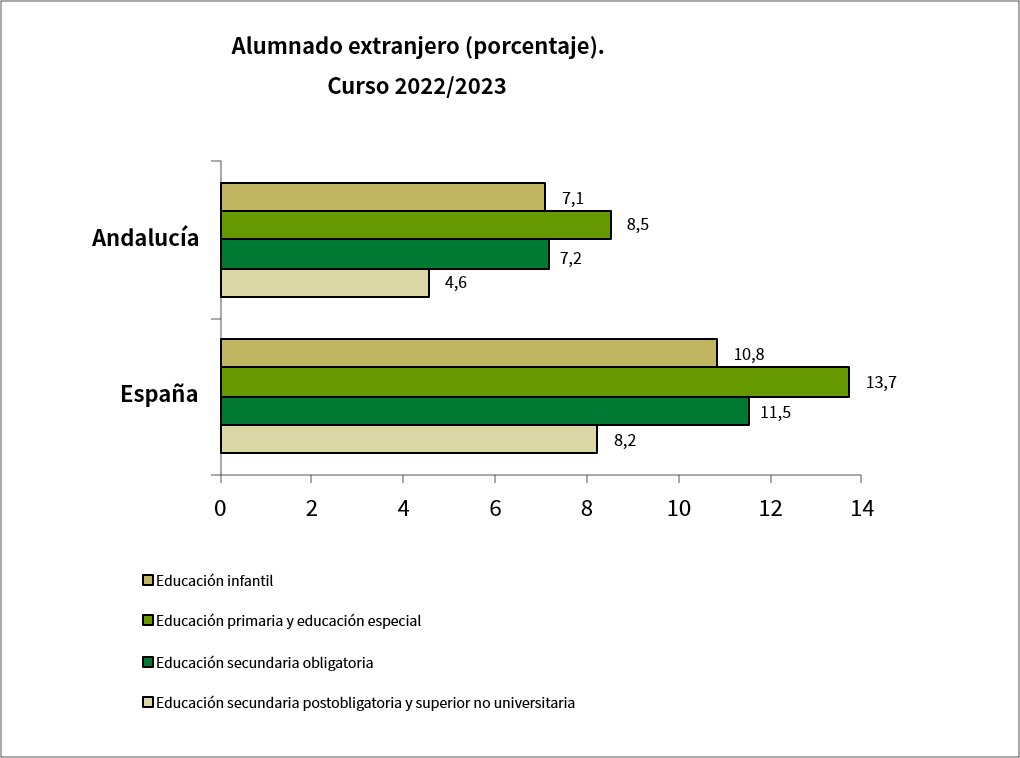 Alumnado extranjero (porcentaje).
Curso 2022/2023
Andalucía
7,1
8,5
7,2
4,6
España
10,8
13,7
11,5
8,2
0 2 4 6 8 10 12 14
Educación infantil
Educación primaria y educación especial
Educación secundaria obligatoria
Educación secundaria postobligatoria y superior no universitaria